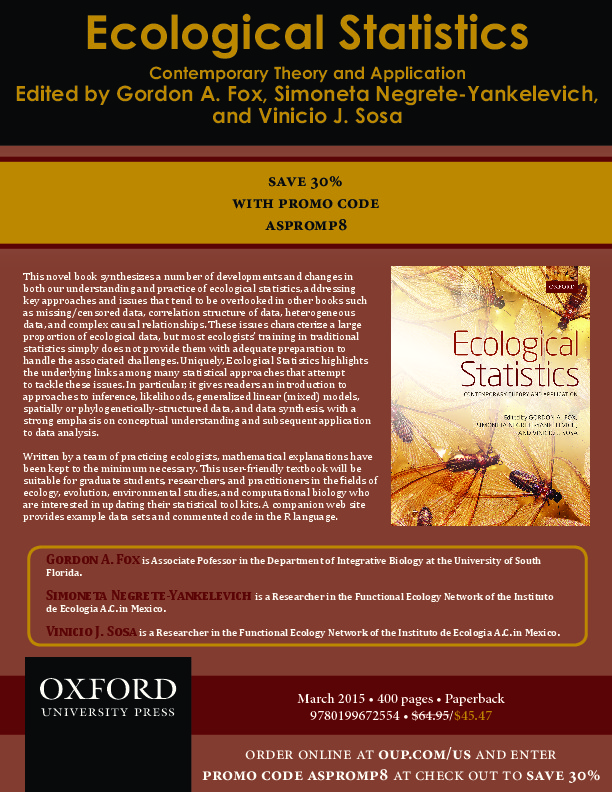 Ecological Statistics
Contemporary Theory and Application
Edited by Gordon A. Fox, Simoneta Negrete-Yankelevich,
and Vinicio J. Sosa
SAVE 30%
WITH PROMO CODE
ASPROMP8
This novel book synthesizes a number of developments and changes in
both our understanding and practice of ecological statistics, addressing
key approaches and issues that tend to be overlooked in other books such
as missing/censored data, correlation structure of data, heterogeneous
data, and complex causal relationships. These issues characterize a large
proportion of ecological data, but most ecologists' training in traditional
statistics simply does not provide them with adequate preparation to
handle the associated challenges. Uniquely, Ecological Statistics highlights
the underlying links among many statistical approaches that attempt
to tackle these issues. In particular, it gives readers an introduction to
approaches to inference, likelihoods, generalized linear (mixed) models,
spatially or phylogenetically-structured data, and data synthesis, with a
strong emphasis on conceptual understanding and subsequent application
to data analysis.
Written by a team of practicing ecologists, mathematical explanations have
been kept to the minimum necessary. This user-friendly textbook will be
suitable for graduate students, researchers, and practitioners in the fields of
ecology, evolution, environmental studies, and computational biology who
are interested in updating their statistical tool kits. A companion web site
provides example data sets and commented code in the R language.
OXFORD
Ecological
Statistics
CONTEMPORARY THEORY AND APPLICATION
Edited by GORDON A. FOX,
SIMONETA NEGRETE-YANKELEVICH,
AND VINICIO J. SOSA
Gordon A. Fox is Associate Pofessor in the Department of Integrative Biology at the University of South
Florida.
Simoneta Negrete-Yankelevich is a Researcher in the Functional Ecology Network of the Instituto
de Ecologia A.C. in Mexico.
Vinicio J. Sosa is a Researcher in the Functional Ecology Network of the Instituto de Ecologia A.C. in Mexico.
OXFORD
UNIVERSITY PRESS
March 2015 • 400 pages • Paperback
9780199672554 • $64.95/$45.47
ORDER ONLINE AT OUP.COM/US AND ENTER
PROMO CODE ASPROMP8 AT CHECK OUT TO SAVE 30%